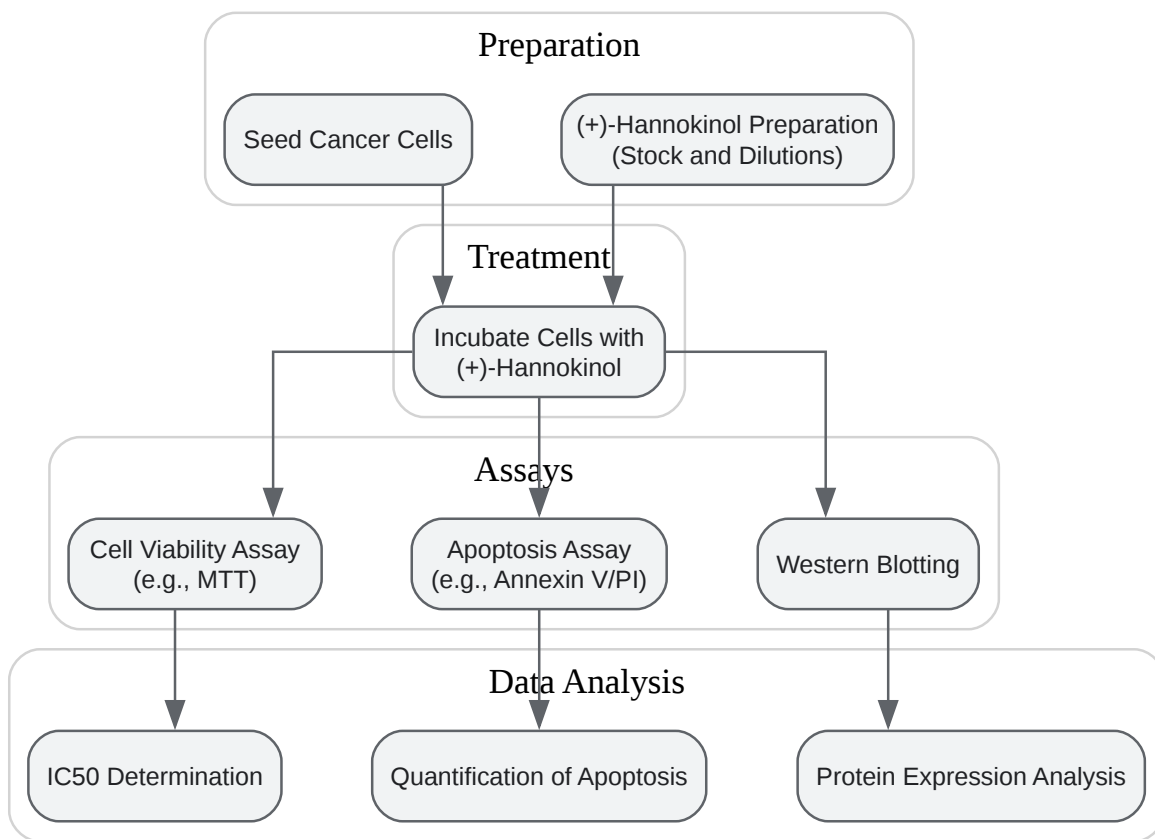 Preparation
Seed Cancer Cells
(+)-Hannokinol Preparation
(Stock and Dilutions)
Treatment
Incubate Cells with
(+)-Hannokinol
Assays
Cell Viability Assay
(e.g., MTT)
Apoptosis Assay
(e.g., Annexin V/PI)
Western Blotting
Data Analysis
IC50 Determination
Quantification of Apoptosis
Protein Expression Analysis